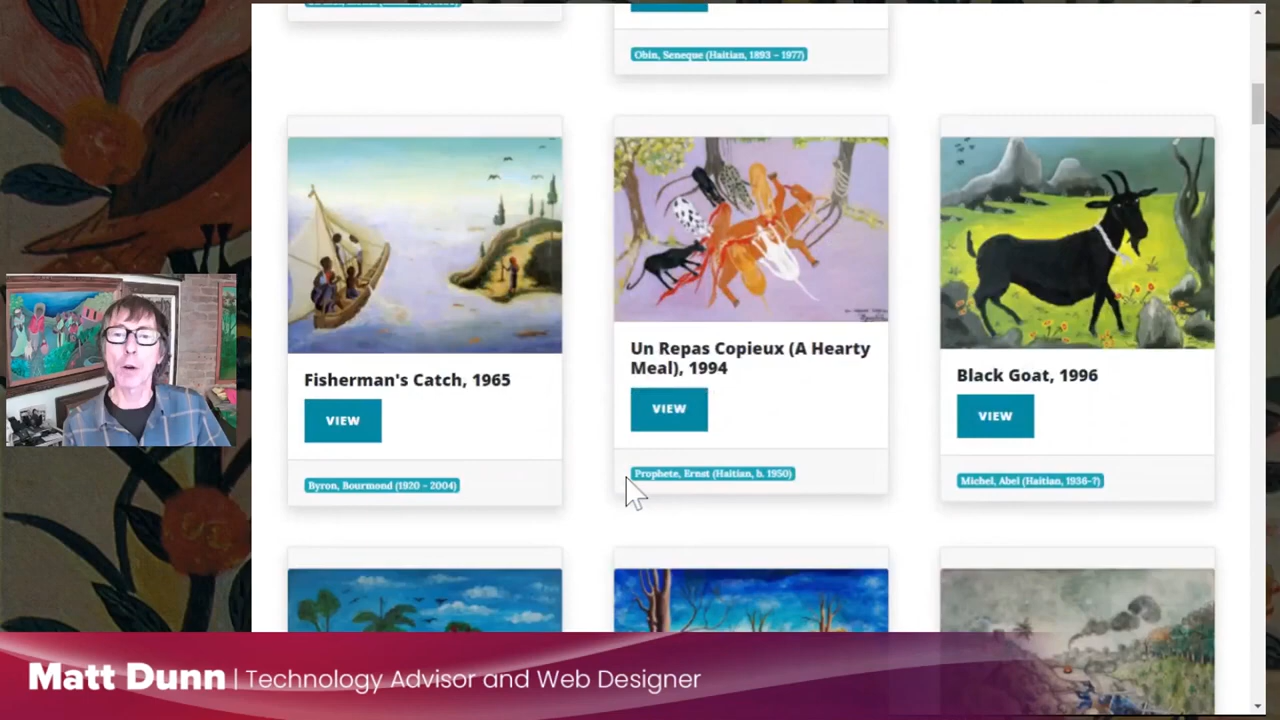 Obin, Seneque (Haitian, 1893 – 1977)
Fisherman's Catch, 1965
VIEW
Byron, Bourmond (1920 – 2004)
Un Repas Copieux (A Hearty
Meal), 1994
VIEW
Prophete, Ernst (Haitian, b. 1950)
Black Goat, 1996
VIEW
Michel, Abel (Haitian, 1936-?)
Matt Dunn | Technology Advisor and Web Designer